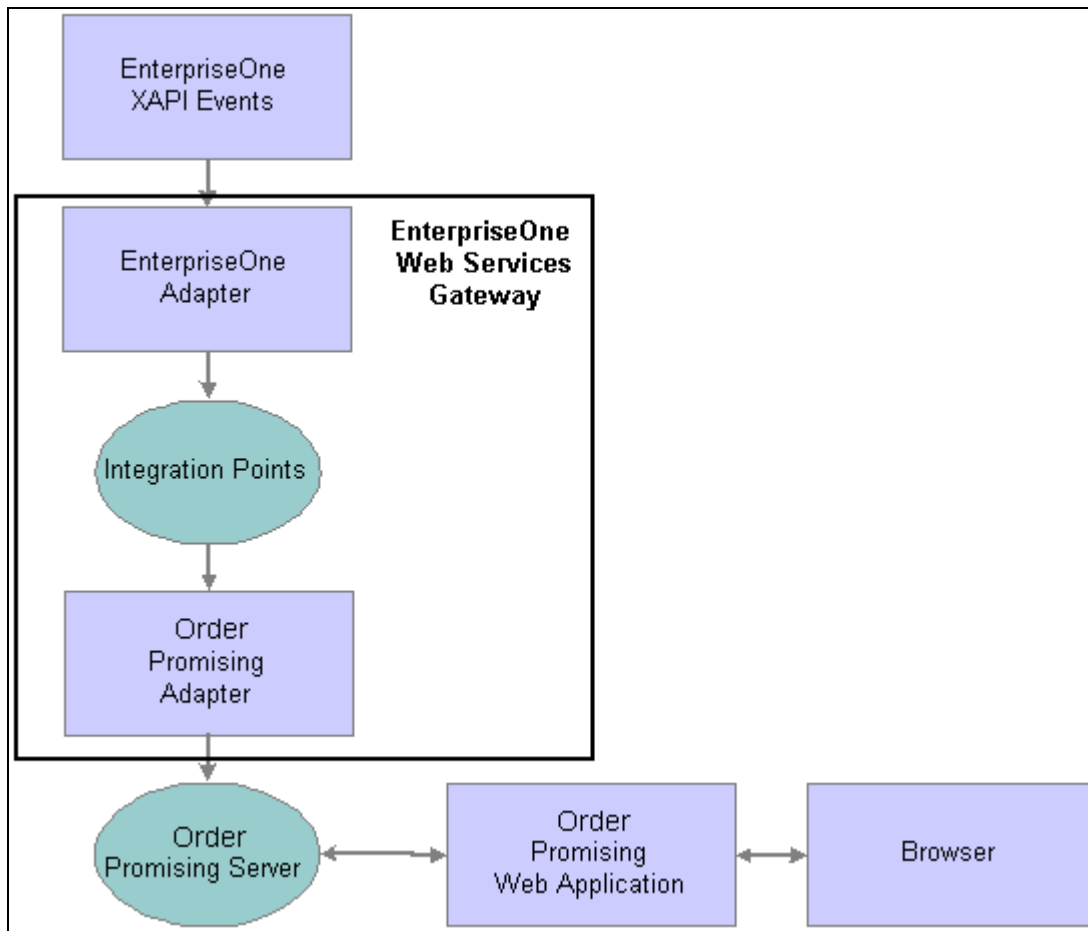 EnterpriseOne
XAPI Events
EnterpriseOne
Adapter
EnterpriseOne
Web Services
Gateway
Integration Points
Order
Promising
Adapter
Order
Promising Server
Order
Promising
Web Application
Browser